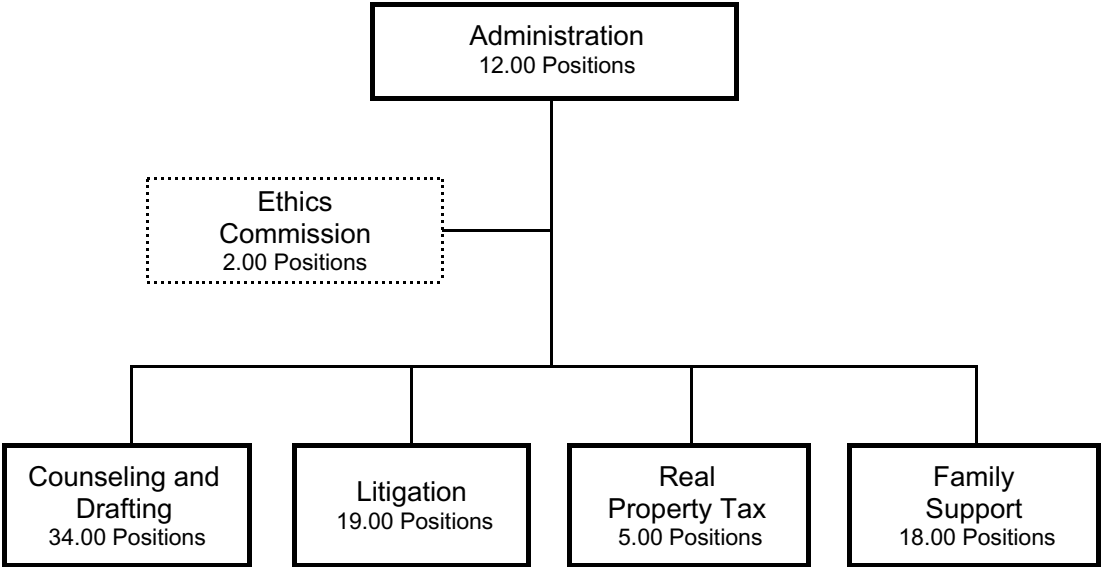 Administration
12.00 Positions
Ethics
Commission
2.00 Positions
Counseling and
Drafting
34.00 Positions
Litigation
19.00 Positions
Real
Property Tax
5.00 Positions
Family
Support
18.00 Positions